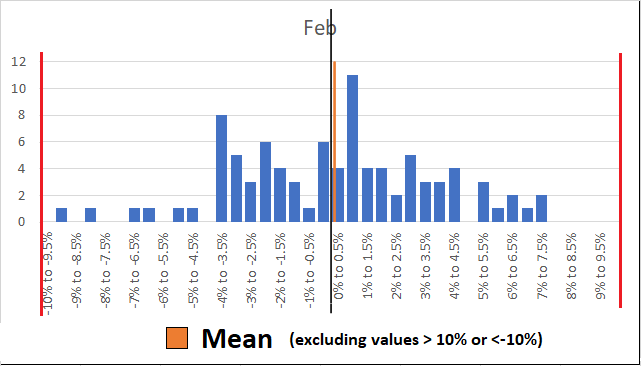 Feb
12
10
8
6
4
2
0
-10% to -9.5%
-9% to -8.5%
-8% to -7.5%
-7% to -6.5%
-6% to -5.5%
-5% to -4.5%
-4% to -3.5%
-3% to -2.5%
-2% to -1.5%
-1% to -0.5%
0% to 0.5%
1% to 1.5%
2% to 2.5%
3% to 3.5%
4% to 4.5%
5% to 5.5%
6% to 6.5%
7% to 7.5%
8% to 8.5%
9% to 9.5%
Mean (excluding values > 10% or <-10%)